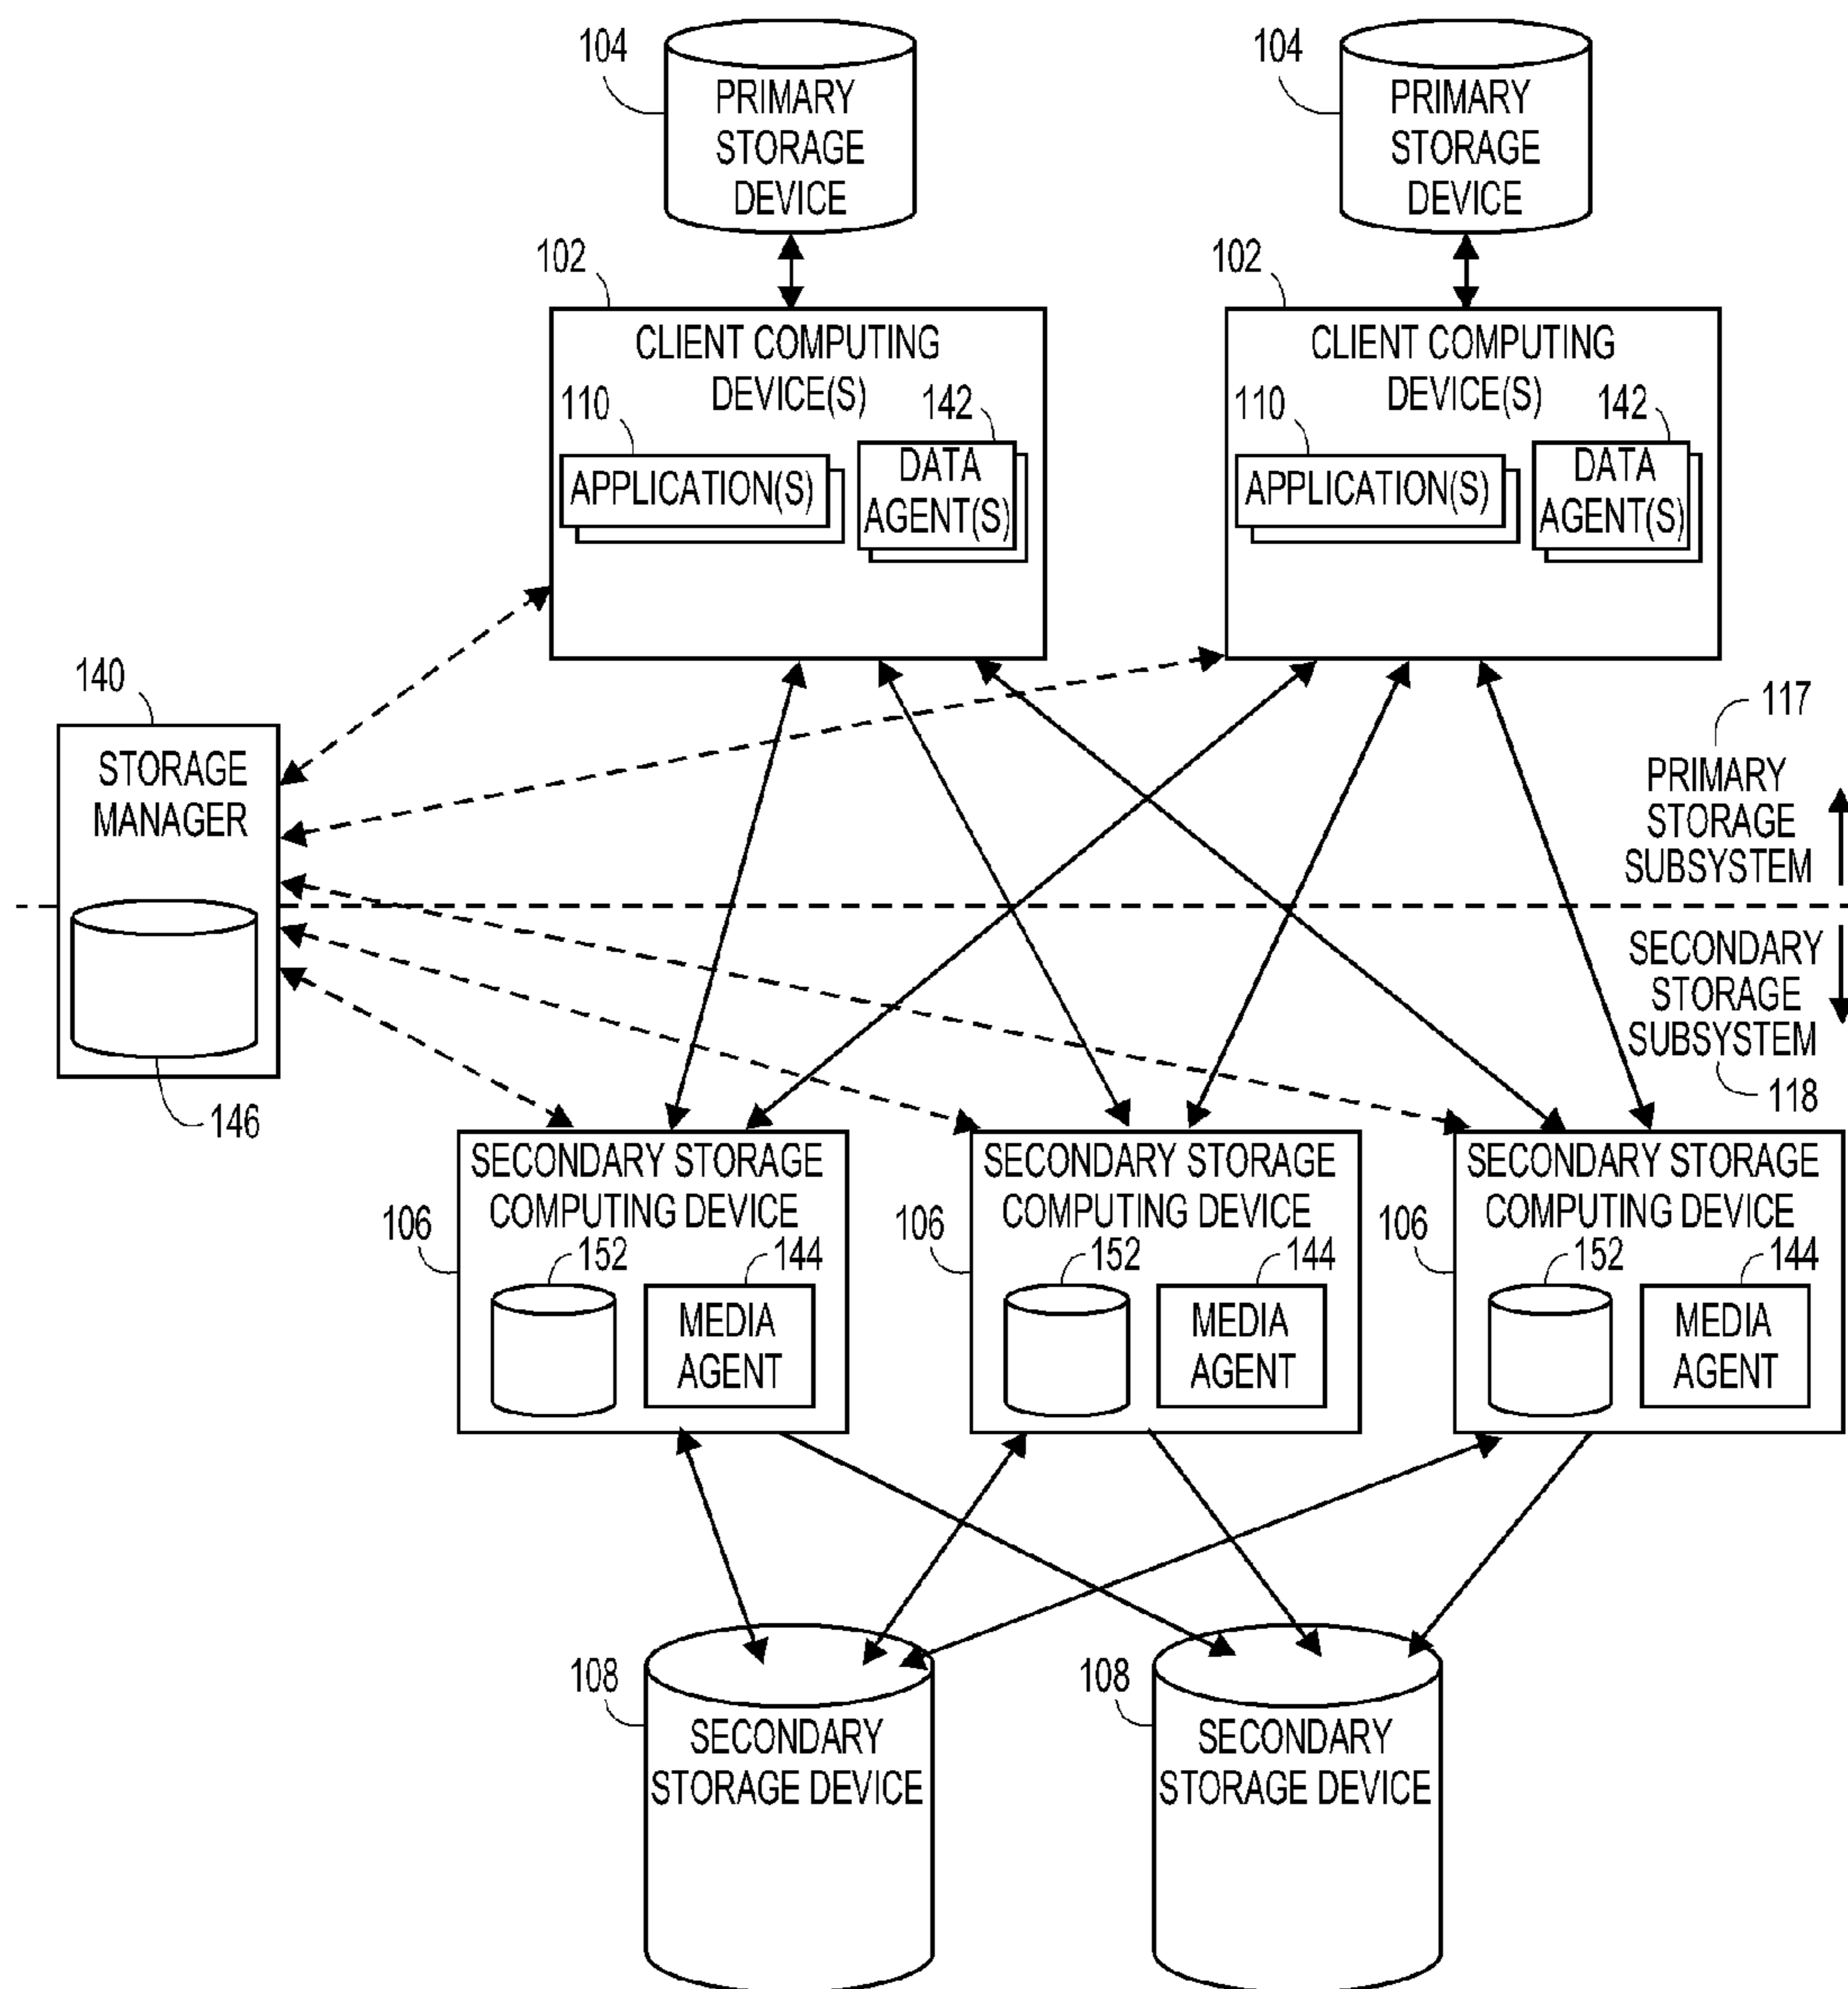 104
PRIMARY
STORAGE
DEVICE
104
PRIMARY
STORAGE
DEVICE
102
CLIENT COMPUTING
DEVICE(S)
110
APPLICATION(S)
142
DATA
AGENT(S)
102
CLIENT COMPUTING
DEVICE(S)
110
APPLICATION(S)
142
DATA
AGENT(S)
140
STORAGE
MANAGER
146
117
PRIMARY
STORAGE
SUBSYSTEM
SECONDARY
STORAGE
SUBSYSTEM
118
SECONDARY STORAGE
COMPUTING DEVICE
106
152
144
MEDIA
AGENT
SECONDARY STORAGE
COMPUTING DEVICE
106
152
144
MEDIA
AGENT
SECONDARY STORAGE
COMPUTING DEVICE
106
152
144
MEDIA
AGENT
108
SECONDARY
STORAGE DEVICE
108
SECONDARY
STORAGE DEVICE